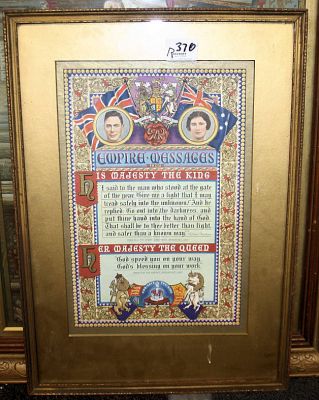 370
EMPIRE · MESSAGES
HIS MAJESTY THE KING
I said to the man who stood at the gate
of the year Give me a light that I may
tread safely into the unknown! And he
replied: Go out into the darkness, and
put thine hand into the hand of God.
That shall be to thee better than light,
and safer than a known way.
HER MAJESTY THE QUEEN
God speed you on your way,
God's blessing on your work.